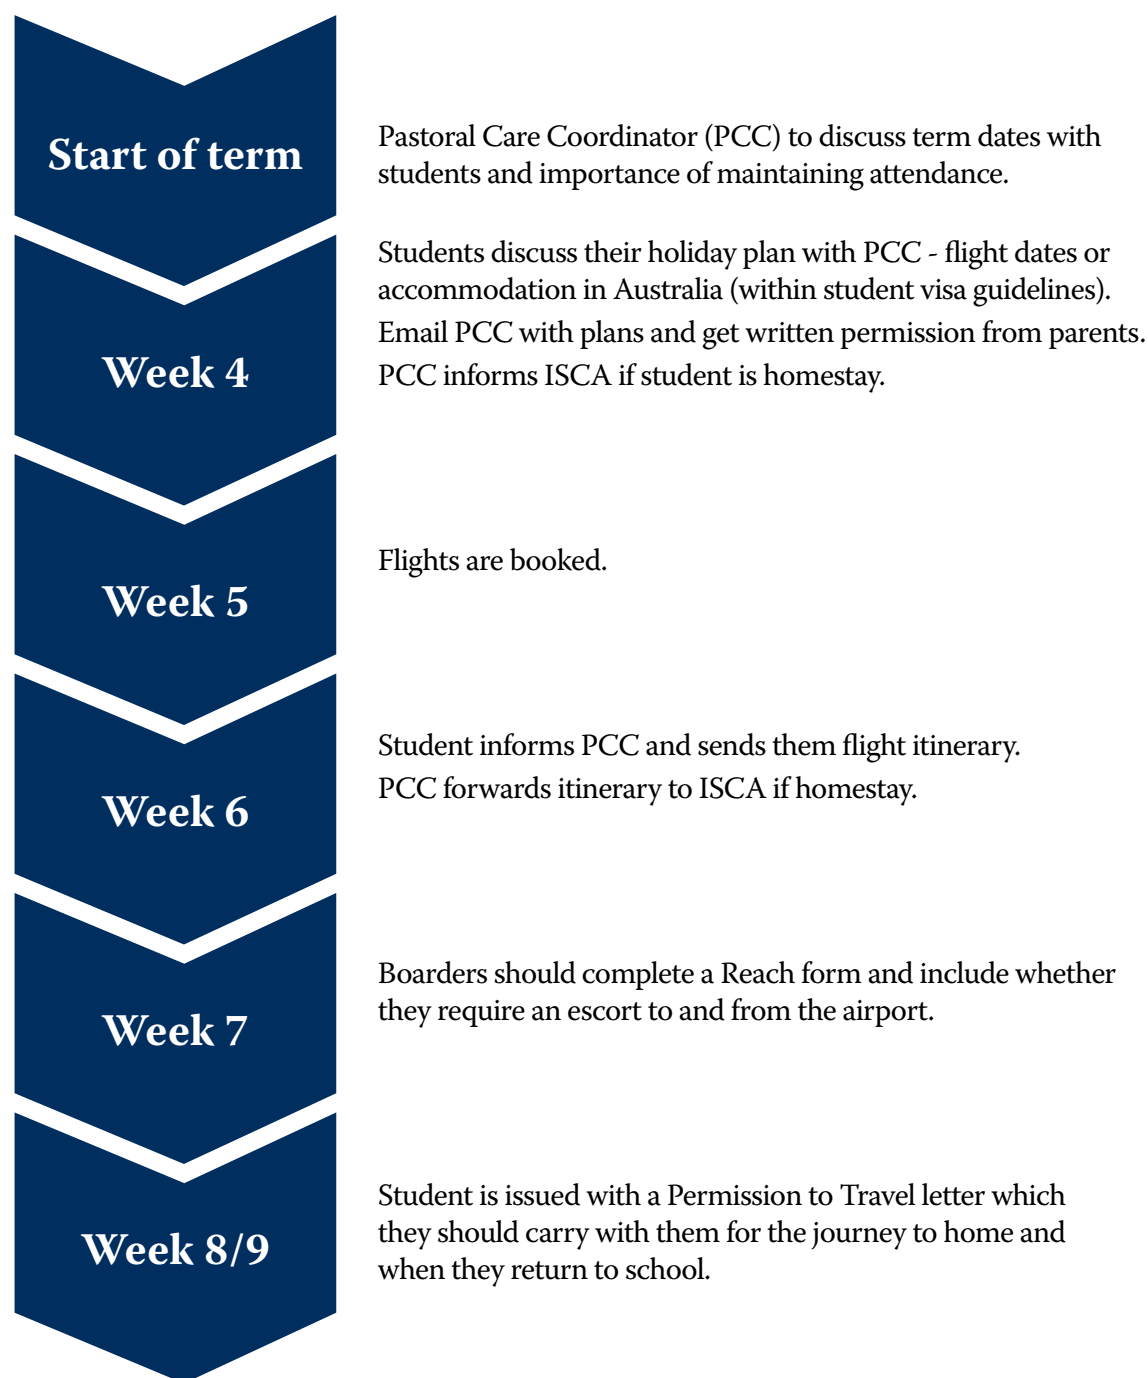 Start of term
Pastoral Care Coordinator (PCC) to discuss term dates with
students and importance of maintaining attendance.
Week 4
Students discuss their holiday plan with PCC - flight dates or
accommodation in Australia (within student visa guidelines).
Email PCC with plans and get written permission from parents.
PCC informs ISCA if student is homestay.
Week 5
Flights are booked.
Week 6
Student informs PCC and sends them flight itinerary.
PCC forwards itinerary to ISCA if homestay.
Week 7
Boarders should complete a Reach form and include whether
they require an escort to and from the airport.
Week 8/9
Student is issued with a Permission to Travel letter which
they should carry with them for the journey to home and
when they return to school.